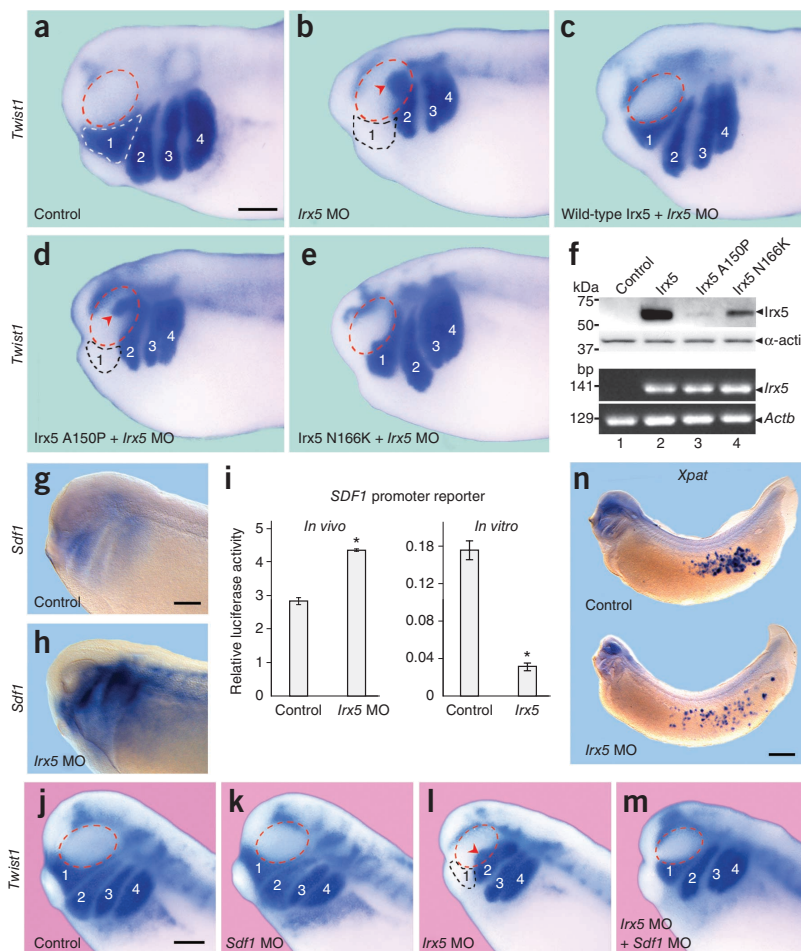 a
b
c
Twist1
1
2
3
4
Control
1
2
3
4
Irx5 MO
1
2
3
4
Wild-type Irx5 + Irx5 MO
d
e
f
Twist1
1
2
3
4
Irx5 A150P + Irx5 MO
1
2
3
4
Irx5 N166K + Irx5 MO
Control
Irx5
Irx5 A150P
Irx5 N166K
kDa
75
50
Irx5
37
α-acti
bp
141
Irx5
129
Actb
1 2 3 4
g
Sdf1
Control
h
Sdf1
Irx5 MO
i
SDF1 promoter reporter
Relative luciferase activity
In vivo
5
4
3
2
1
0
*
Control Irx5 MO
In vitro
0.18
0.12
0.04
0
*
Control Irx5
n
Xpat
Control
Irx5 MO
j
k
l
m
Twist1
1
2
3
4
Control
1
2
3
4
Sdf1 MO
1
2
3
4
Irx5 MO
1
2
3
4
Irx5 MO
+ Sdf1 MO